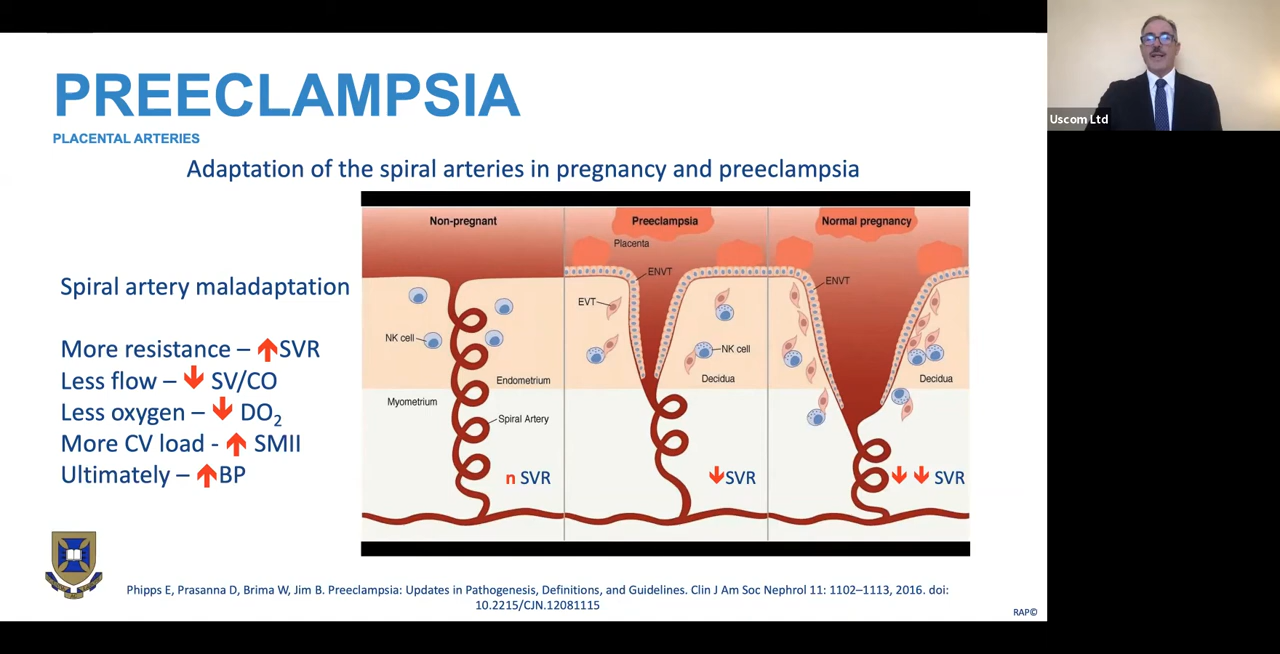 PREECLAMPSIA
PLACENTAL ARTERIES
Adaptation of the spiral arteries in pregnancy and preeclampsia
Spiral artery maladaptation
More resistance – ↑SVR
Less flow – ↓ SV/CO
Less oxygen – ↓ DO₂
More CV load - ↑ SMII
Ultimately – ↑BP
Non-pregnant
NK cell
Endometrium
Myometrium
Spiral Artery
n SVR
Preeclampsia
Placenta
ENVT
EVT
NK cell
Decidua
↓SVR
Normal pregnancy
ENVT
Decidua
↓ ↓ SVR
Phipps E, Prasanna D, Brima W, Jim B. Preeclampsia: Updates in Pathogenesis, Definitions, and Guidelines. Clin J Am Soc Nephrol 11: 1102–1113, 2016. doi:
10.2215/CJN.12081115
RAP©
Uscom Ltd